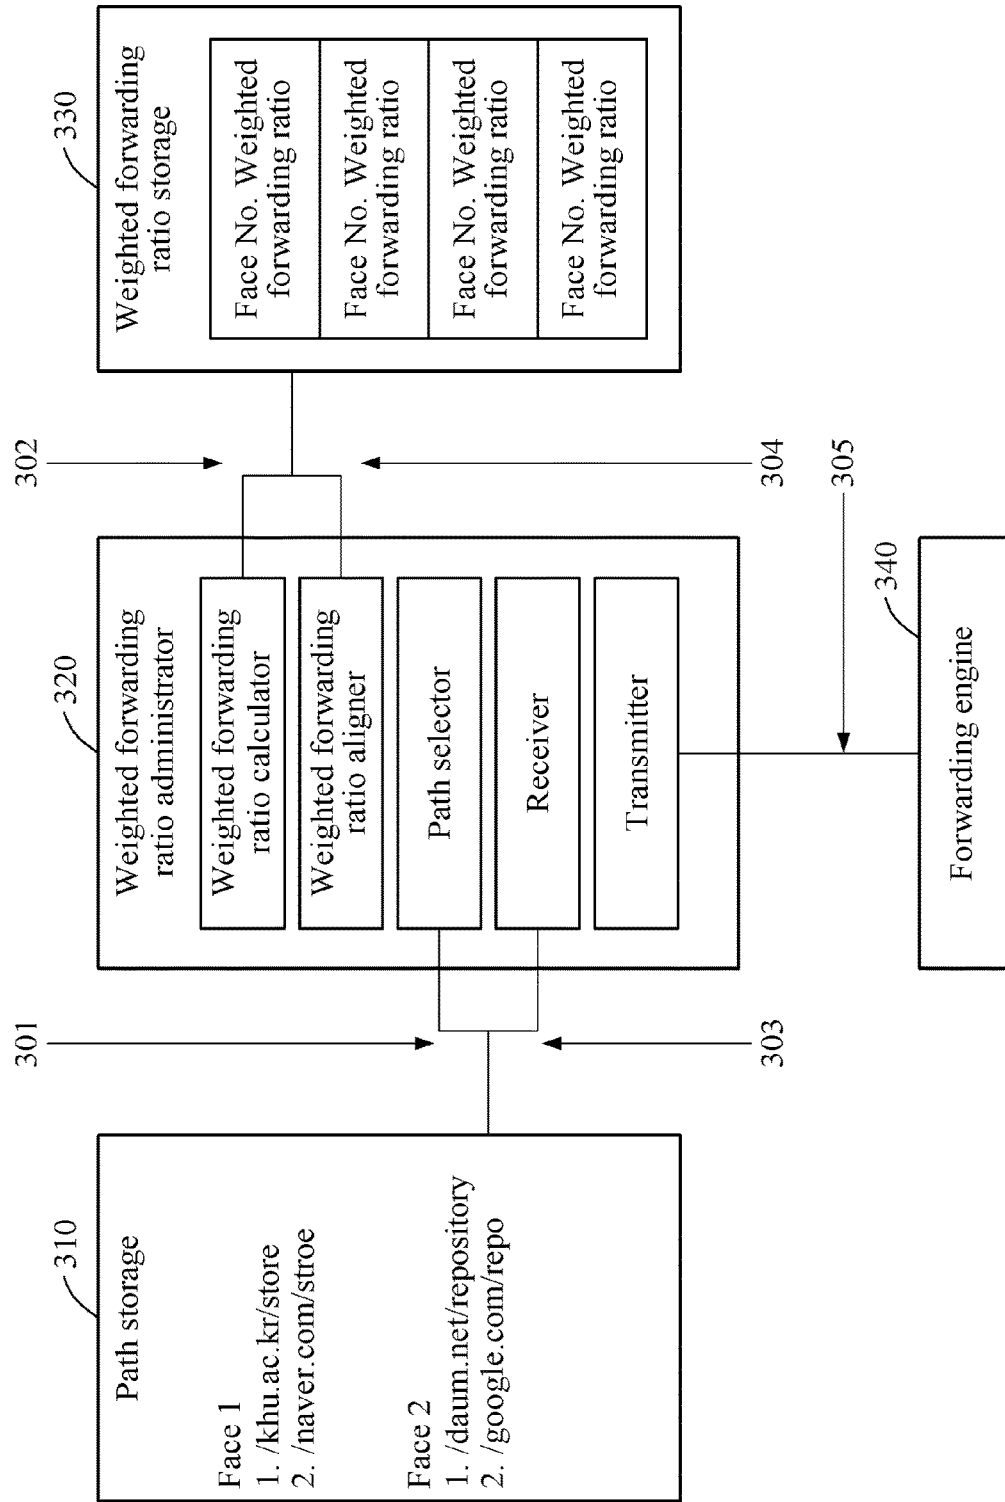 310
Path storage
Face 1
1. /khu.ac.kr/store
2. /naver.com/stroe
Face 2
1. /daum.net/repository
2. /google.com/repo
301
303
320
Weighted forwarding
ratio administrator
Weighted forwarding
ratio calculator
Weighted forwarding
ratio aligner
Path selector
Receiver
Transmitter
302
304
305
340
Forwarding engine
330
Weighted forwarding
ratio storage
Face No. Weighted
forwarding ratio
Face No. Weighted
forwarding ratio
Face No. Weighted
forwarding ratio
Face No. Weighted
forwarding ratio